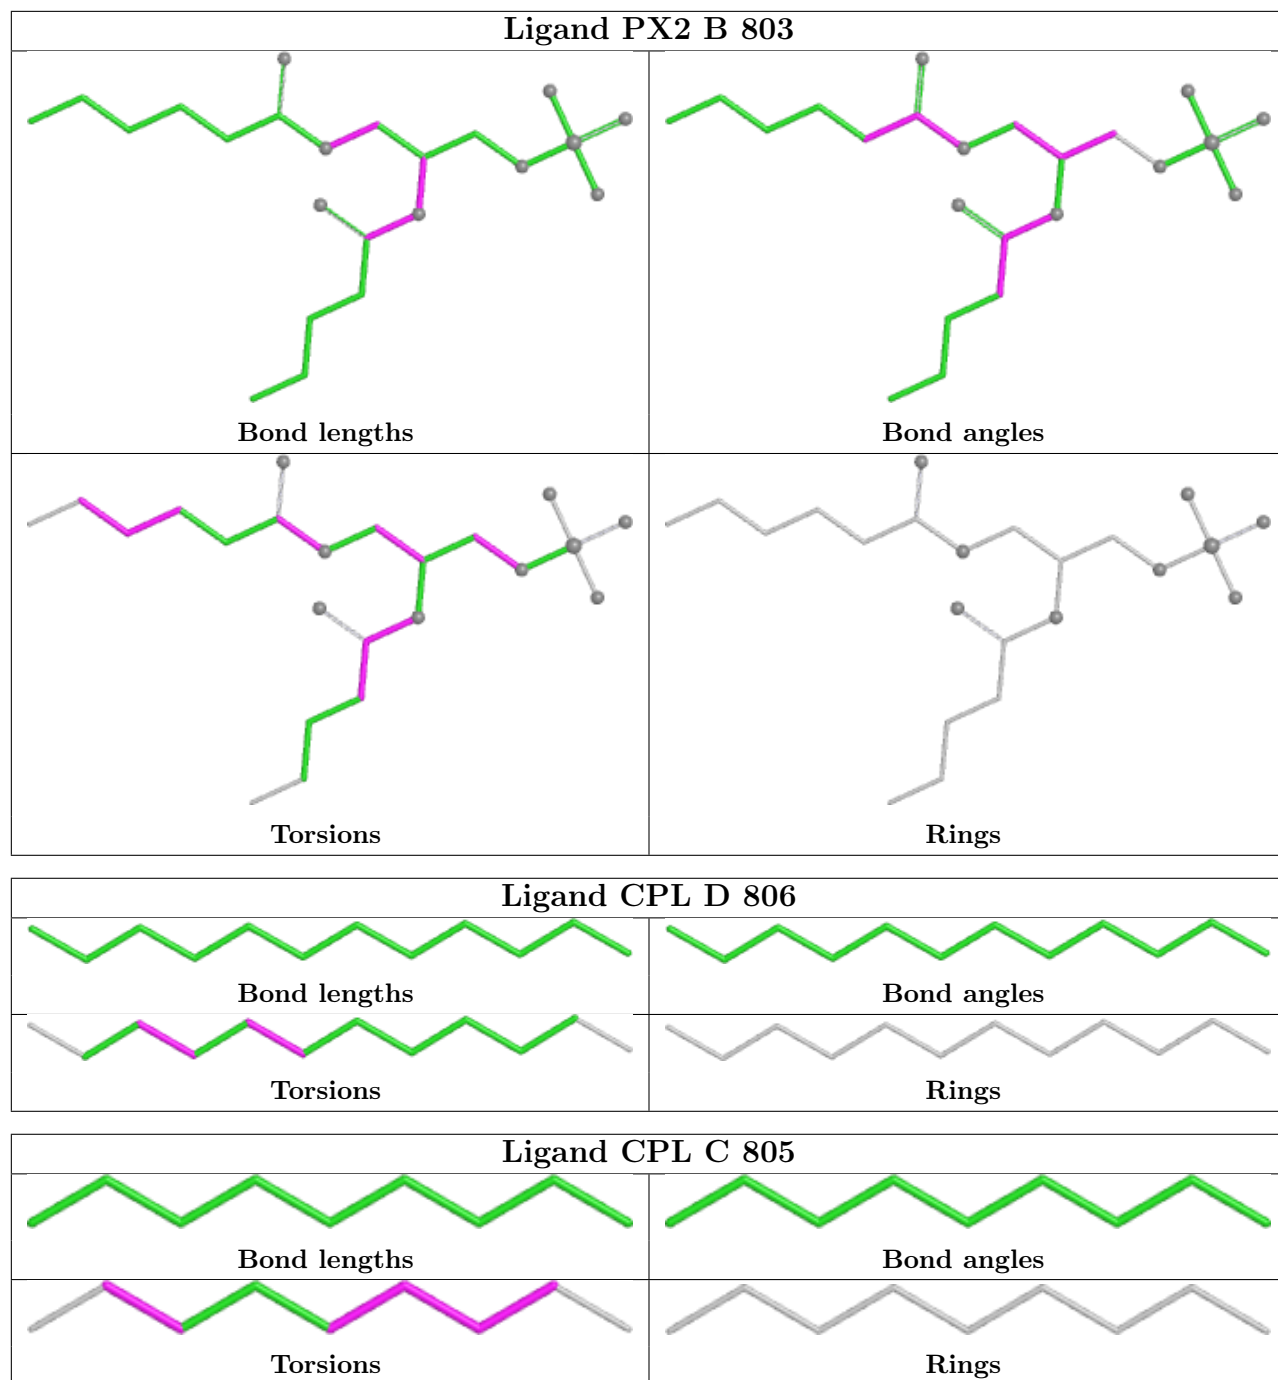 Ligand PX2 B 803
Bond lengths
Bond angles
Torsions
Rings
Ligand CPL D 806
Bond lengths
Bond angles
Torsions
Rings
Ligand CPL C 805
Bond lengths
Bond angles
Torsions
Rings